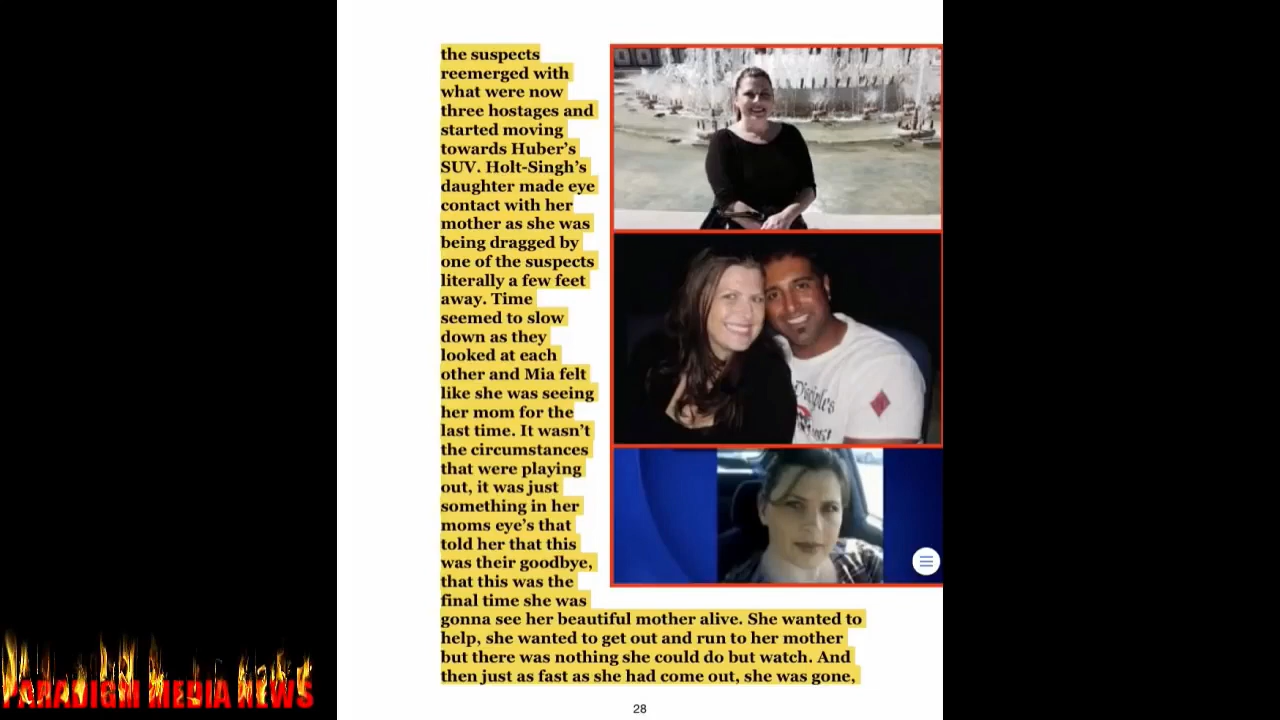 the suspects
reemerged with
what were now
three hostages and
started moving
towards Huber's
SUV. Holt-Singh's
daughter made eye
contact with her
mother as she was
being dragged by
one of the suspects
literally a few feet
away. Time
seemed to slow
down as they
looked at each
other and Mia felt
like she was seeing
her mom for the
last time. It wasn't
the circumstances
that were playing
out, it was just
something in her
moms eye's that
told her that this
was their goodbye,
that this was the
final time she was
gonna see her beautiful mother alive. She wanted to
help, she wanted to get out and run to her mother
but there was nothing she could do but watch. And
then just as fast as she had come out, she was gone,
28
Disciples
PARADIGM MEDIA NEWS